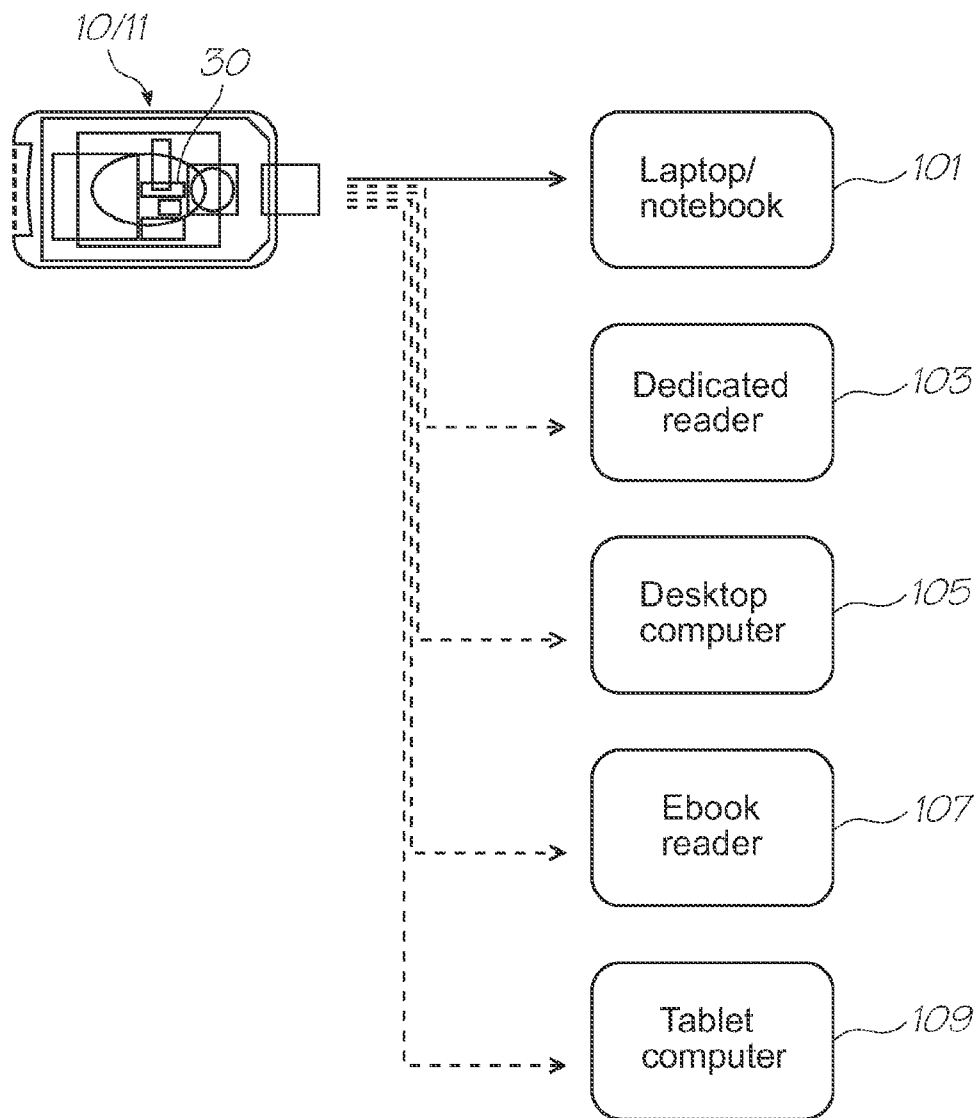 10/11
30
Laptop/
notebook
101
Dedicated
reader
103
Desktop
computer
105
Ebook
reader
107
Tablet
computer
109